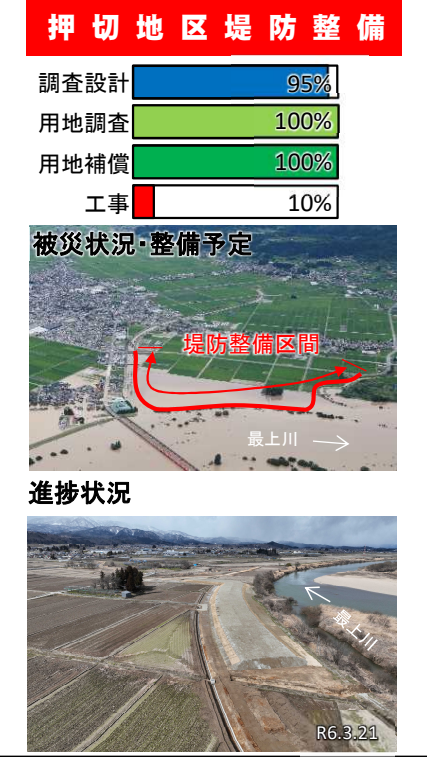 押切地区堤防整備
調査設計 95%
用地調査 100%
用地補償 100%
工事 10%
被災状況・整備予定
堤防整備区間
最上川
進捗状況
最上川
R6.3.21